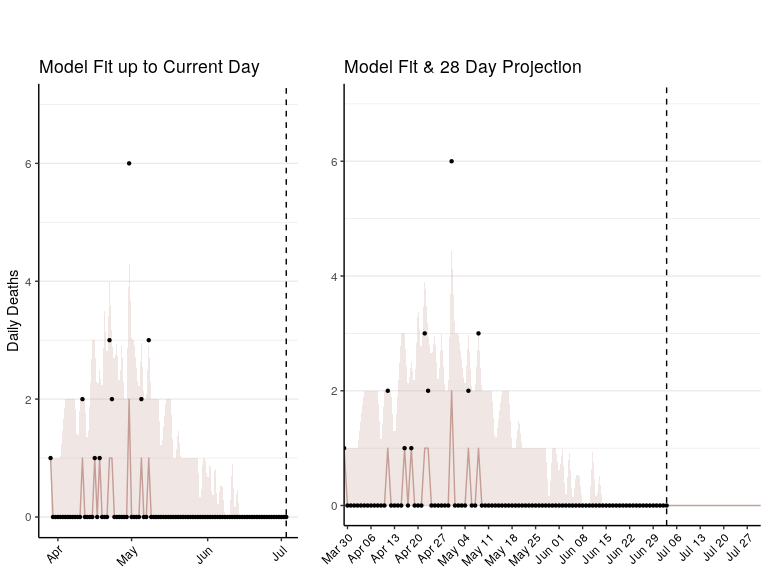 Model Fit up to Current Day
Daily Deaths
6
4
2
0
Apr
May
Jun
Jul
Model Fit & 28 Day Projection
6
4
2
0
Mar 30
Apr 06
Apr 13
Apr 20
Apr 27
May 04
May 11
May 18
May 25
Jun 01
Jun 08
Jun 15
Jun 22
Jun 29
Jul 06
Jul 13
Jul 20
Jul 27